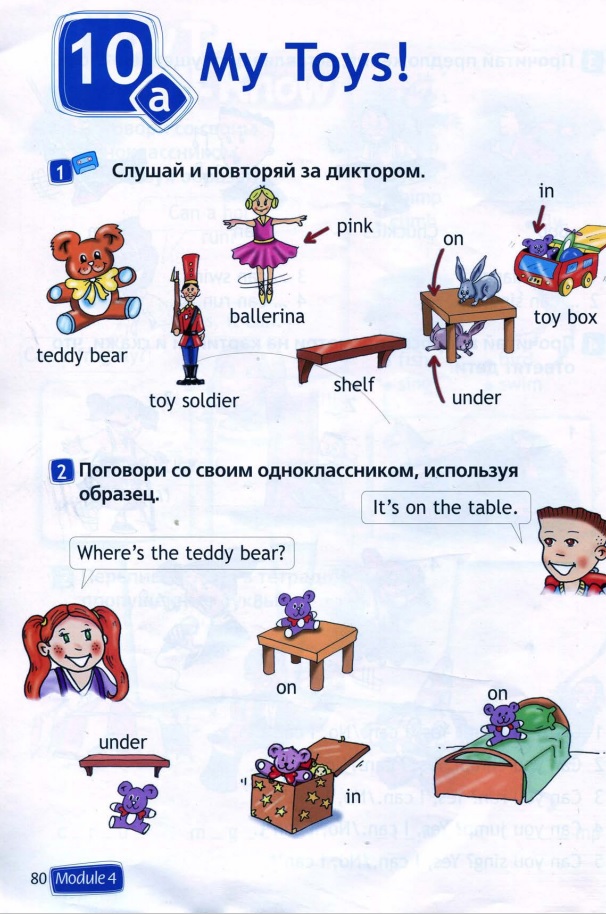 10
a
My Toys!
1
Слушай и повторяй за диктором.
pink
on
in
teddy bear
toy soldier
ballerina
shelf
under
toy box
2
Поговори со своим одноклассником, используя
образец.
It's on the table.
Where's the teddy bear?
on
on
under
in
80
Module 4